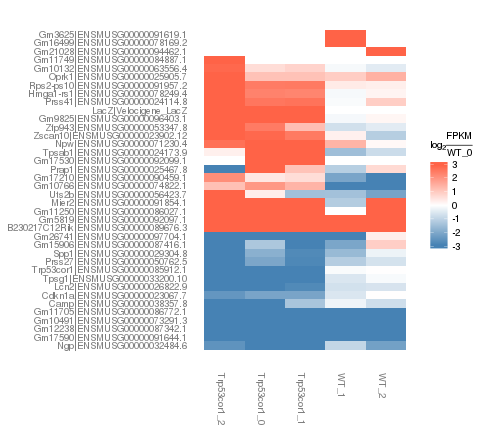 Gm3625|ENSMUSG00000091619.1
Gm16499|ENSMUSG00000078169.2
Gm21028|ENSMUSG00000094462.1
Gm11749|ENSMUSG00000084887.1
Gm10132|ENSMUSG00000063556.4
Oprk1|ENSMUSG00000025905.7
Rps2-ps10|ENSMUSG00000091957.2
Hmga1-rs1|ENSMUSG00000078249.4
Prss41|ENSMUSG00000024114.8
LacZ|Velocigene_LacZ
Gm9825|ENSMUSG00000096403.1
Zfp943|ENSMUSG00000053347.8
Zscan10|ENSMUSG00000023902.12
Npw|ENSMUSG00000071230.4
Tpsab1|ENSMUSG00000024173.9
Gm17530|ENSMUSG00000092099.1
Prap1|ENSMUSG00000025467.8
Gm17210|ENSMUSG00000090459.1
Gm10766|ENSMUSG00000074822.1
Uts2b|ENSMUSG00000056423.7
Mier2|ENSMUSG00000091854.1
Gm11250|ENSMUSG00000086027.1
Gm5819|ENSMUSG00000092097.1
B230217C12Rik|ENSMUSG00000089676.3
Gm26741|ENSMUSG00000097704.1
Gm15906|ENSMUSG00000087416.1
Spp1|ENSMUSG00000029304.8
Prss27|ENSMUSG00000050762.5
Trp53cor1|ENSMUSG00000085912.1
Tpsg1|ENSMUSG00000033200.10
Lcn2|ENSMUSG00000026822.9
Cdkn1a|ENSMUSG00000023067.7
Camp|ENSMUSG00000038357.8
Gm11705|ENSMUSG00000086772.1
Gm10491|ENSMUSG00000073291.3
Gm12238|ENSMUSG00000087342.1
Gm17590|ENSMUSG00000091644.1
Ngp|ENSMUSG00000032484.6
Trp53cor1_2
Trp53cor1_0
Trp53cor1_1
WT_1
WT_2
log2 FPKM
WT_0
3
2
1
0
-1
-2
-3